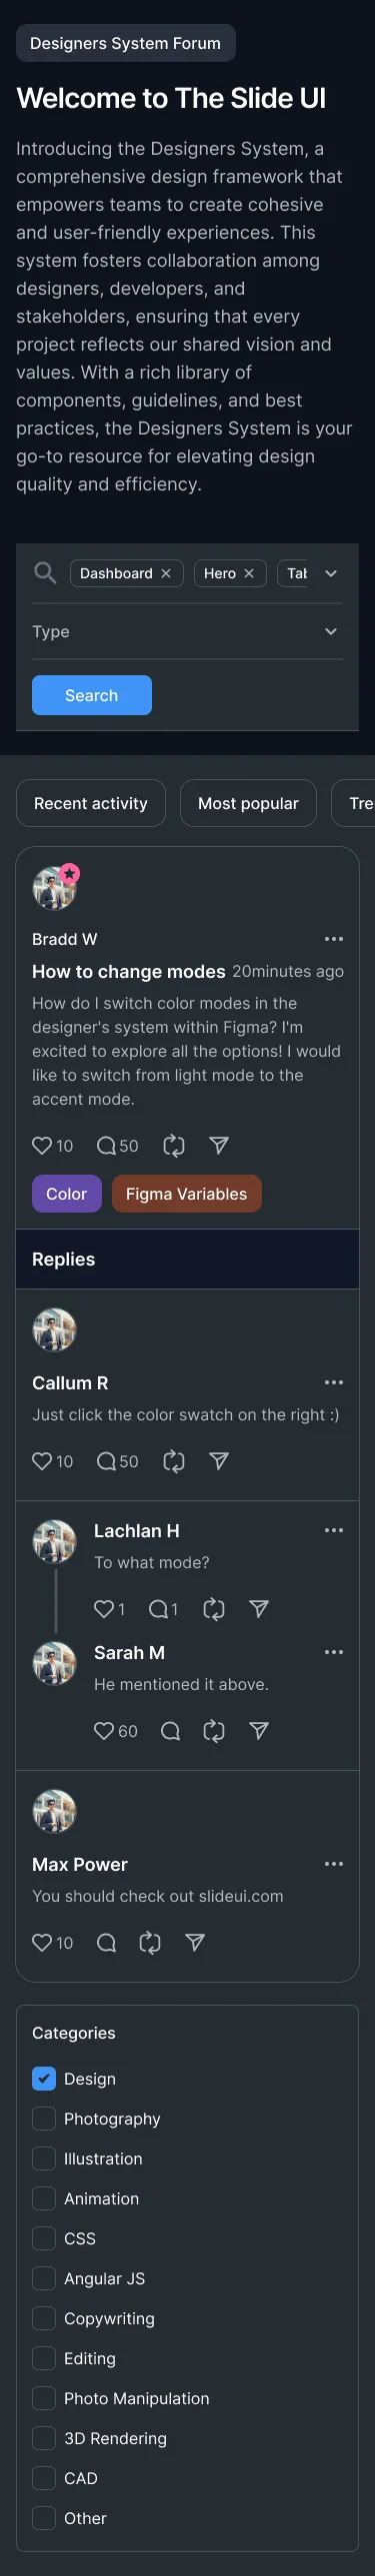 Designers System Forum
Welcome to The Slide UI
Introducing the Designers System, a
comprehensive design framework that
empowers teams to create cohesive
and user-friendly experiences. This
system fosters collaboration among
designers, developers, and
stakeholders, ensuring that every
project reflects our shared vision and
values. With a rich library of
components, guidelines, and best
practices, the Designers System is your
go-to resource for elevating design
quality and efficiency.
Dashboard Hero Tab
Type
Search
Recent activity Most popular Tre
Bradd W
How to change modes 20minutes ago
How do I switch color modes in the
designer's system within Figma? I'm
excited to explore all the options! I would
like to switch from light mode to the
accent mode.
10 50
Color Figma Variables
Replies
Callum R
Just click the color swatch on the right :)
10 50
Lachlan H
To what mode?
1 1
Sarah M
He mentioned it above.
60
Max Power
You should check out slideui.com
10
Categories
Design
Photography
Illustration
Animation
CSS
Angular JS
Copywriting
Editing
Photo Manipulation
3D Rendering
CAD
Other